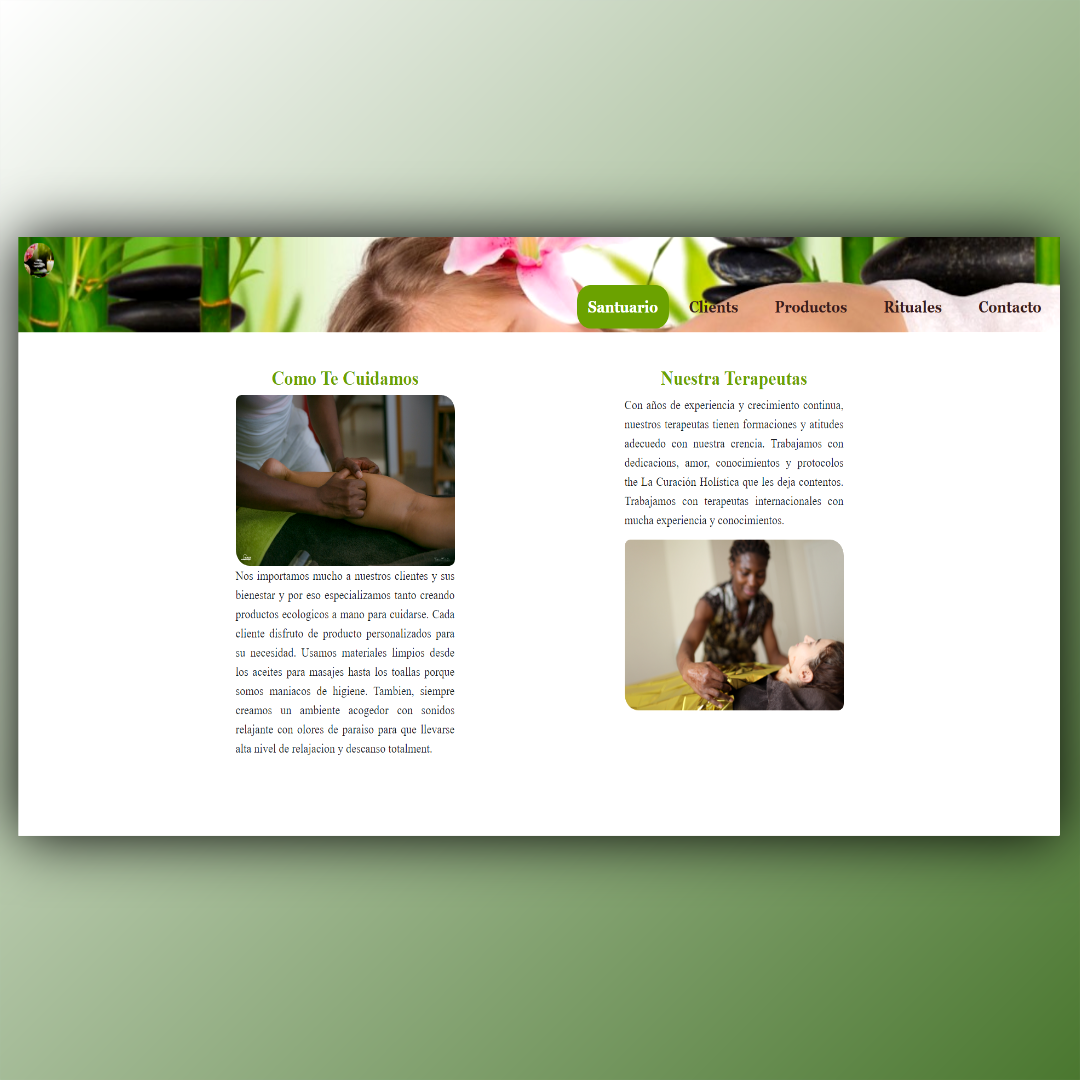 Santuario Clients Productos Rituales Contacto
Como Te Cuidamos
Nos importamos mucho a nuestros clientes y sus
bienestar y por eso especializamos tanto creando
productos ecologicos a mano para cuidarse. Cada
cliente disfruto de producto personalizados para
su necesidad. Usamos materiales limpios desde
los aceites para masajes hasta los toallas porque
somos maniacos de higiene. Tambien, siempre
creamos un ambiente acogedor con sonidos
relajante con olores de paraiso para que llevarse
alta nivel de relajacion y descanso totalment.
Nuestra Terapeutas
Con años de experiencia y crecimiento continua,
nuestros terapeutas tienen formaciones y atitudes
adecuedo con nuestra crencia. Trabajamos con
dedicacions, amor, conocimientos y protocolos
the La Curación Holística que les deja contentos.
Trabajamos con terapeutas internacionales con
mucha experiencia y conocimientos.